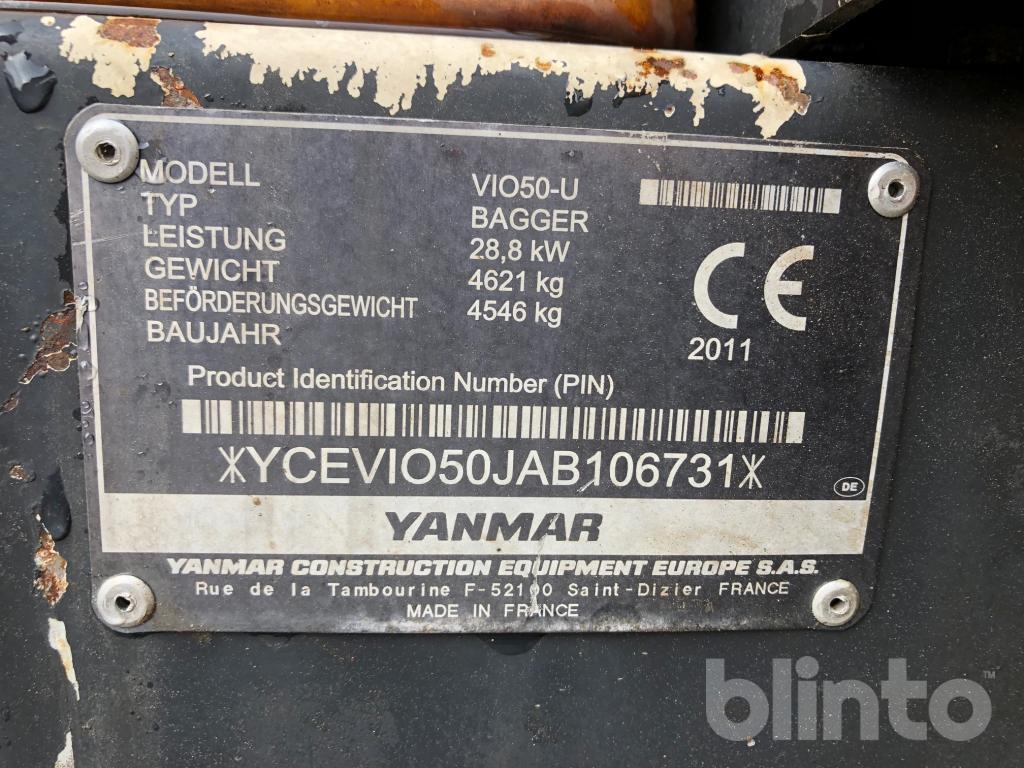 MODELL VIO50-U
TYP BAGGER
LEISTUNG 28,8 kW
GEWICHT 4621 kg
BEFÖRDERUNGSGEWICHT 4546 kg
BAUJAHR 2011
CE
Product Identification Number (PIN)
*YCEVIO50JAB106731*
DE
YANMAR
YANMAR CONSTRUCTION EQUIPMENT EUROPE S.A.S.
Rue de la Tambourine F-52100 Saint-Dizier FRANCE
MADE IN FRANCE
blinto™